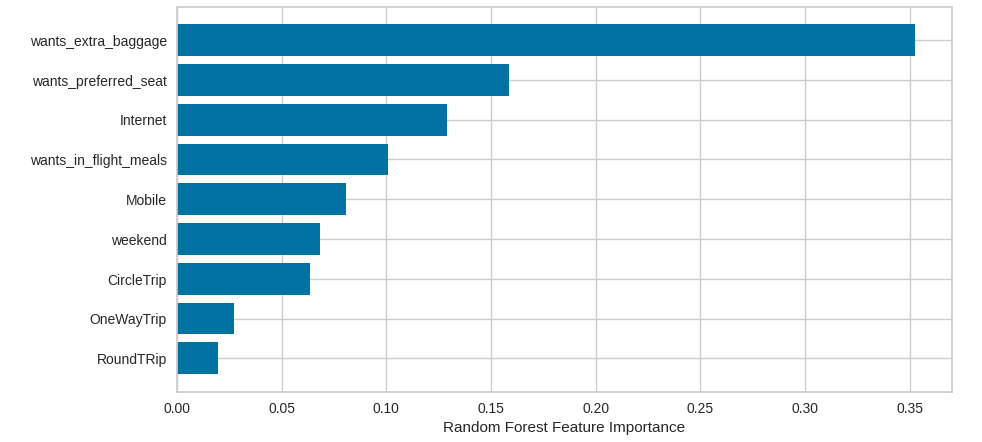 wants_extra_baggage
wants_preferred_seat
Internet
wants_in_flight_meals
Mobile
weekend
CircleTrip
OneWayTrip
RoundTRip
0.00 0.05 0.10 0.15 0.20 0.25 0.30 0.35
Random Forest Feature Importance